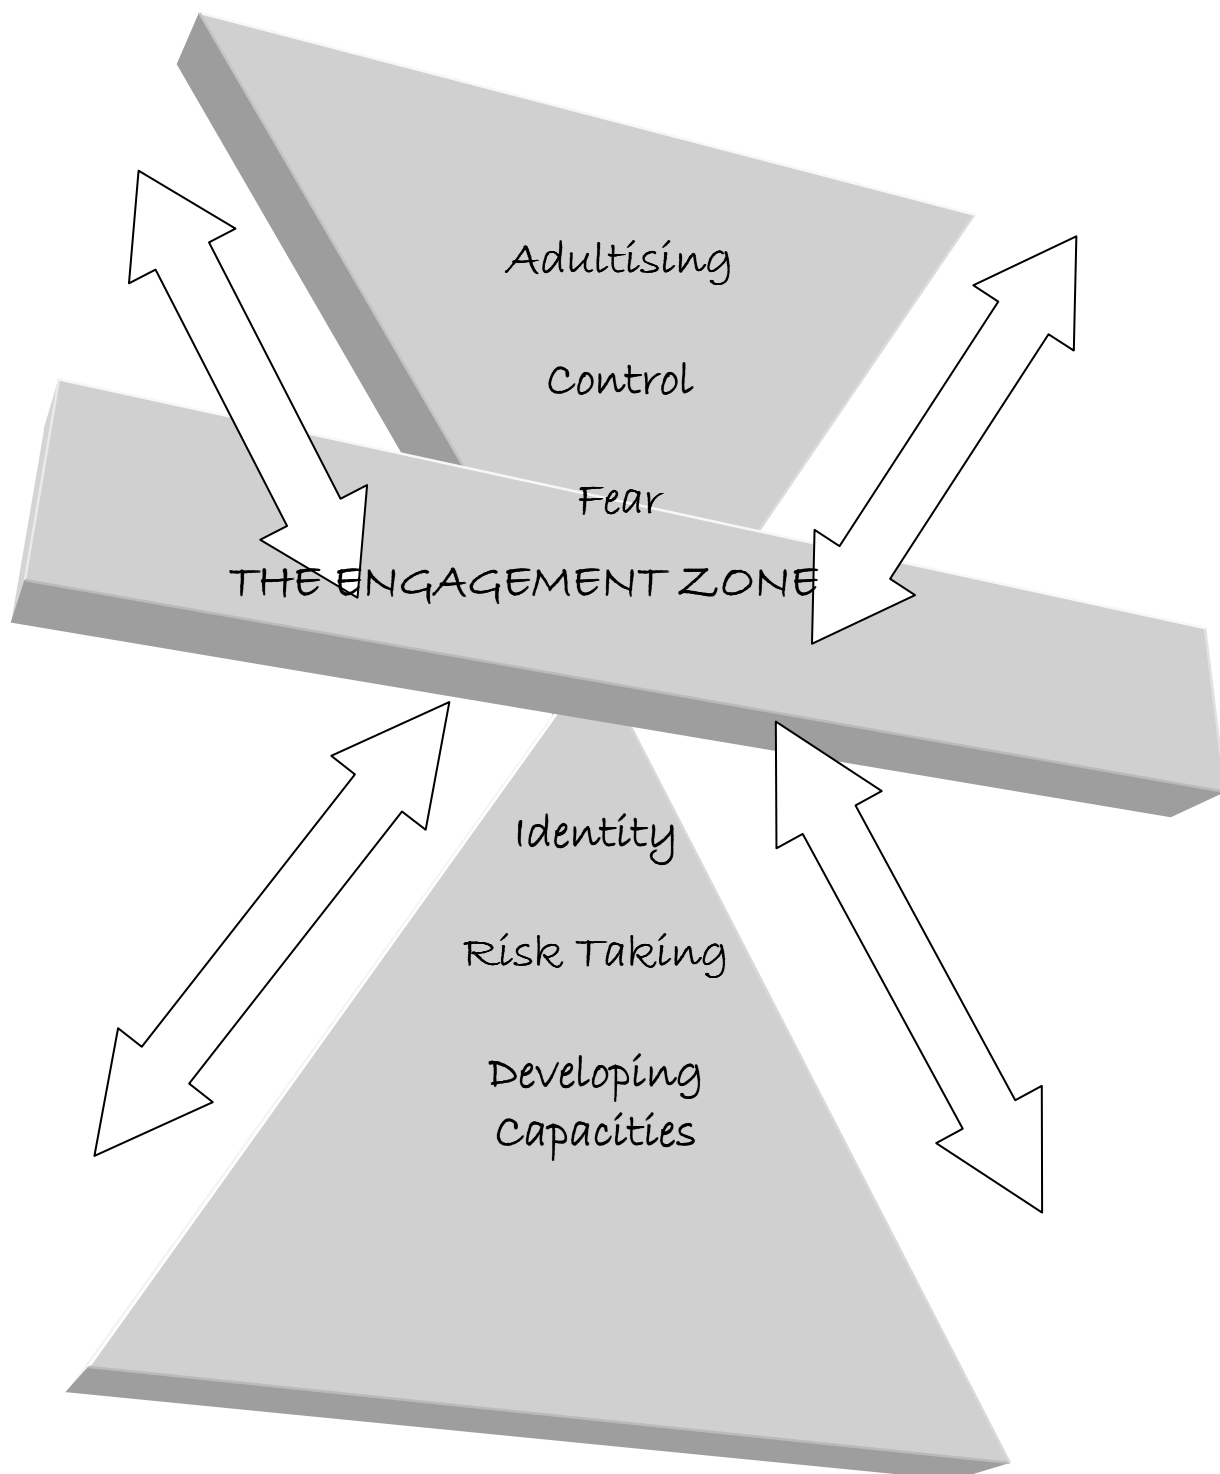 Adultising
Control
Fear
THE ENGAGEMENT ZONE
Identity
Risk Taking
Developing
Capacities